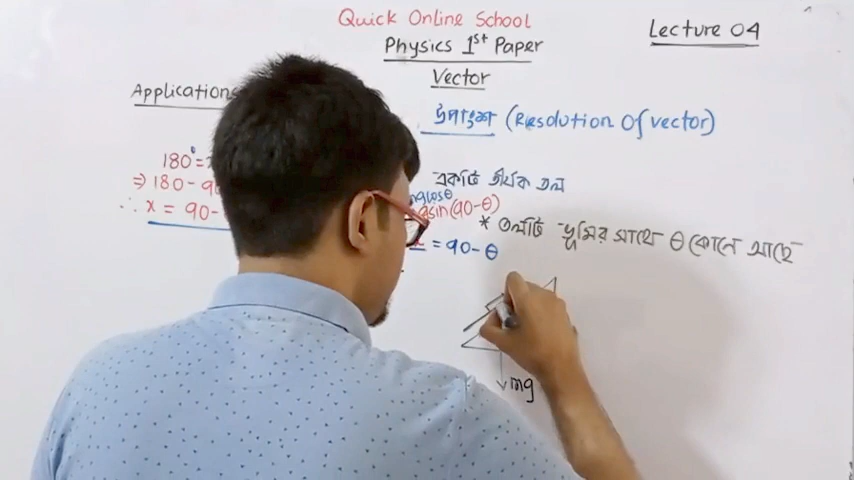 Quick Online School
Physics 1st Paper
Vector
Lecture 04
Applications
উপাংশ (Resolution Of vector)
180° =
⇒ 180 - 90
∴ x = 90 -
একটি তীর্যক তল
mgcosθ
sin(90-θ)
= 90 - θ
* তলটি ভূমির সাথে θ কোনে আছে
mg